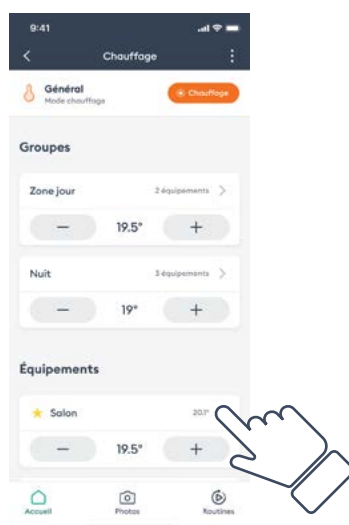 9:41
Chauffage
Général
Mode chauffage
Chauffage
Groupes
Zone jour 2 équipements
− 19.5° +
Nuit 3 équipements
− 19° +
Équipements
Salon 20.1°
− 19.5° +
Accueil Photos Routines